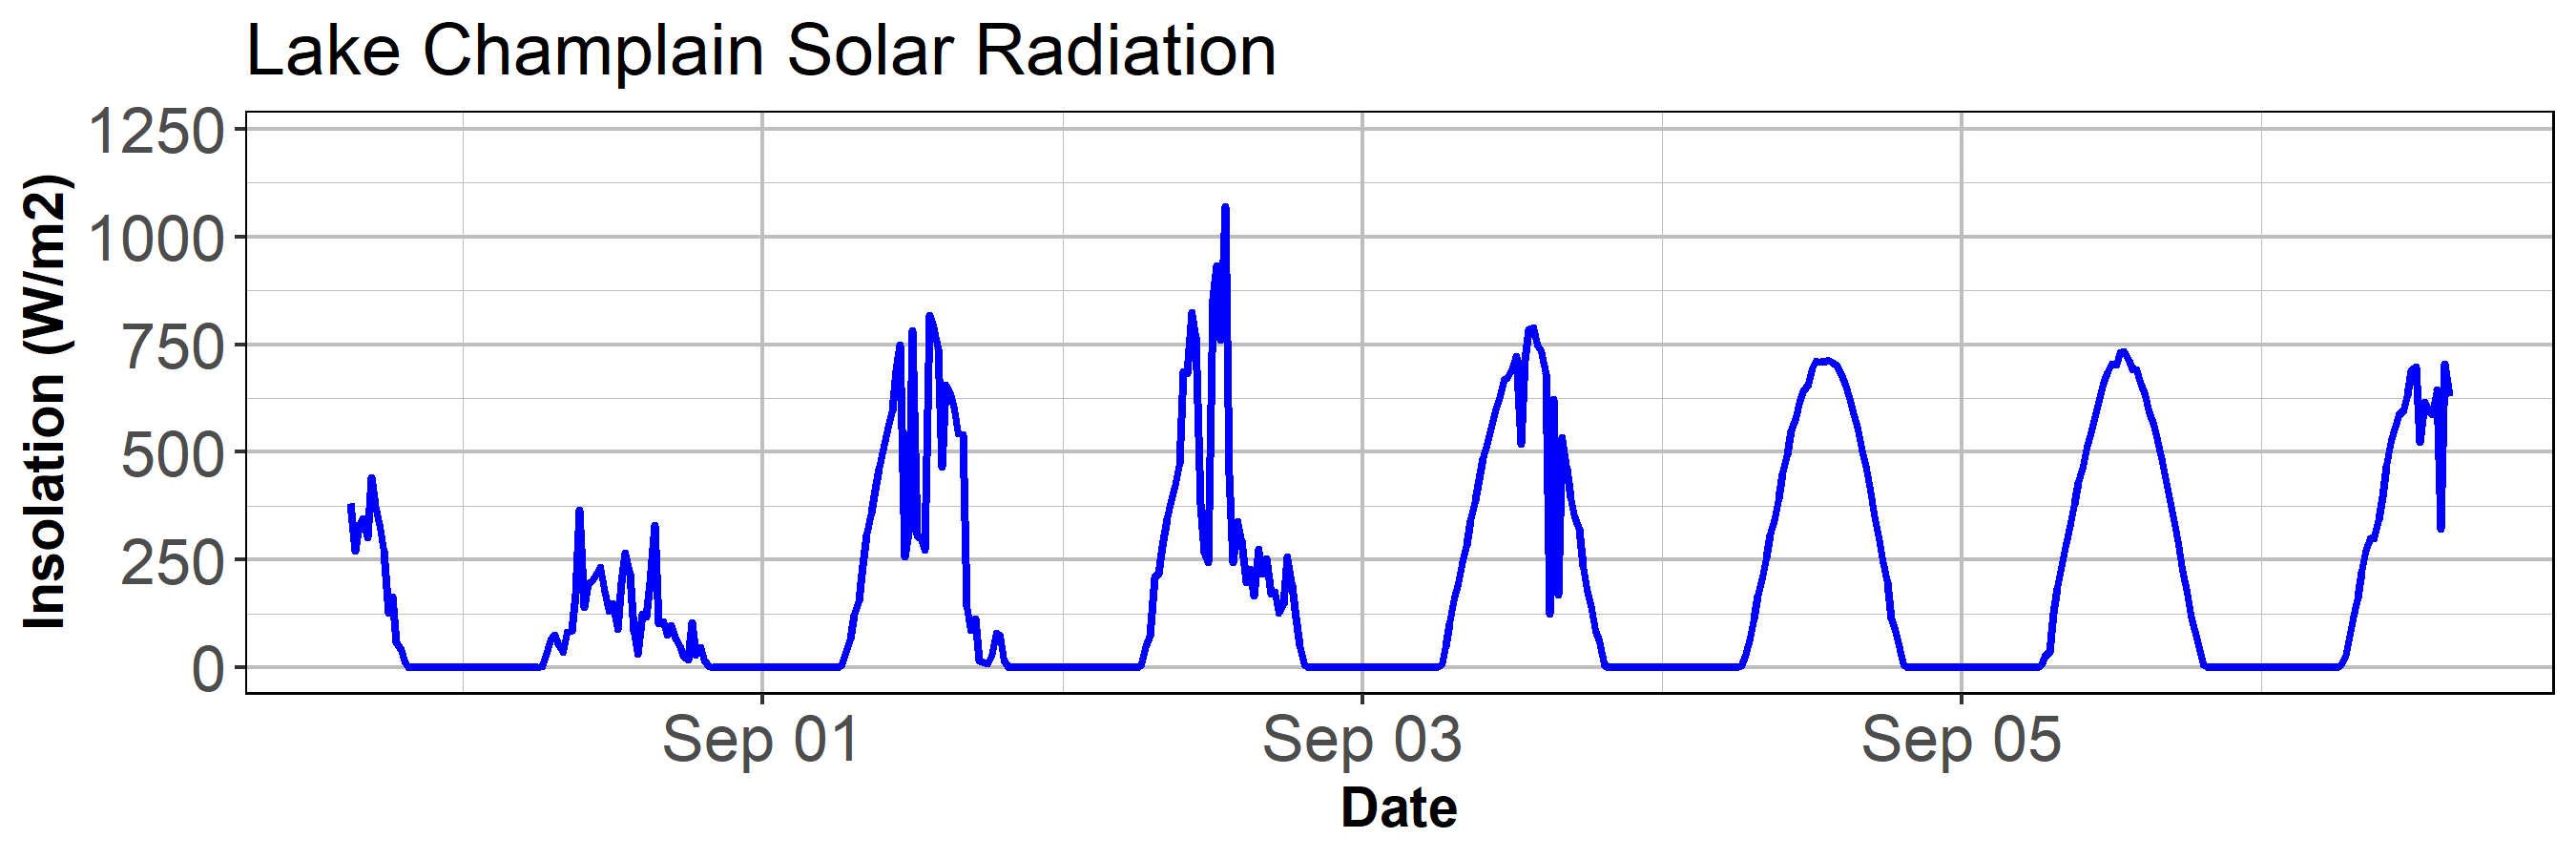 Lake Champlain Solar Radiation
Insolation (W/m2)
1250
1000
750
500
250
0
Sep 01 Sep 03 Sep 05
Date